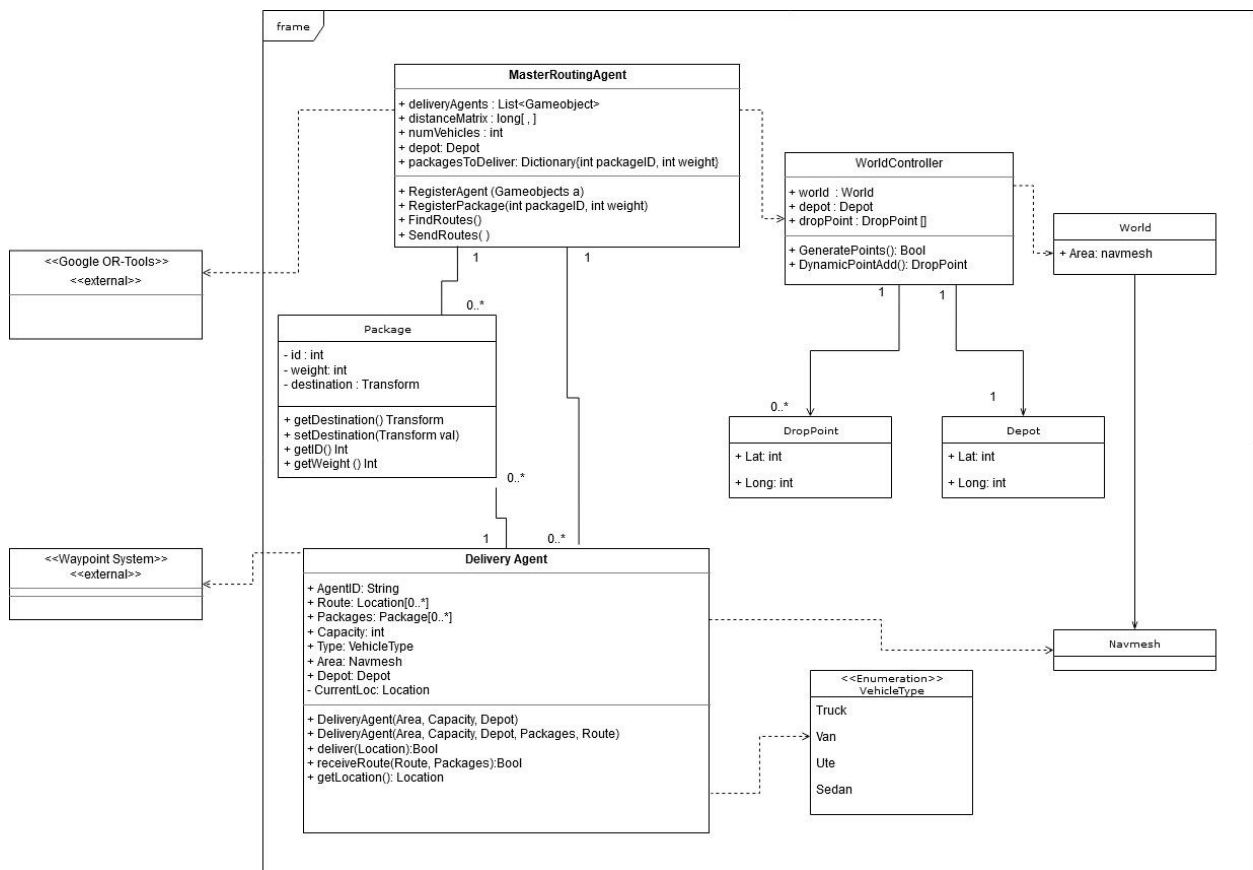 frame
MasterRoutingAgent
+ deliveryAgents : List<Gameobject>
+ distanceMatrix : long[ , ]
+ numVehicles : int
+ depot: Depot
+ packagesToDeliver: Dictionary{int packageID, int weight}
+ RegisterAgent (Gameobjects a)
+ RegisterPackage(int packageID, int weight)
+ FindRoutes()
+ SendRoutes( )
WorldController
+ world : World
+ depot : Depot
+ dropPoint : DropPoint []
+ GeneratePoints(): Bool
+ DynamicPointAdd(): DropPoint
World
+ Area: navmesh
<<Google OR-Tools>>
<<external>>
1
1
0..*
1
1
Package
- id : int
- weight: int
- destination : Transform
+ getDestination() Transform
+ setDestination(Transform val)
+ getID() Int
+ getWeight () Int
0..*
1
DropPoint
+ Lat: int
+ Long: int
Depot
+ Lat: int
+ Long: int
0..*
1
0..*
<<Waypoint System>>
<<external>>
Delivery Agent
+ AgentID: String
+ Route: Location[0..*]
+ Packages: Package[0..*]
+ Capacity: int
+ Type: VehicleType
+ Area: Navmesh
+ Depot: Depot
- CurrentLoc: Location
+ DeliveryAgent(Area, Capacity, Depot)
+ DeliveryAgent(Area, Capacity, Depot, Packages, Route)
+ deliver(Location):Bool
+ receiveRoute(Route, Packages):Bool
+ getLocation(): Location
Navmesh
<<Enumeration>>
VehicleType
Truck
Van
Ute
Sedan